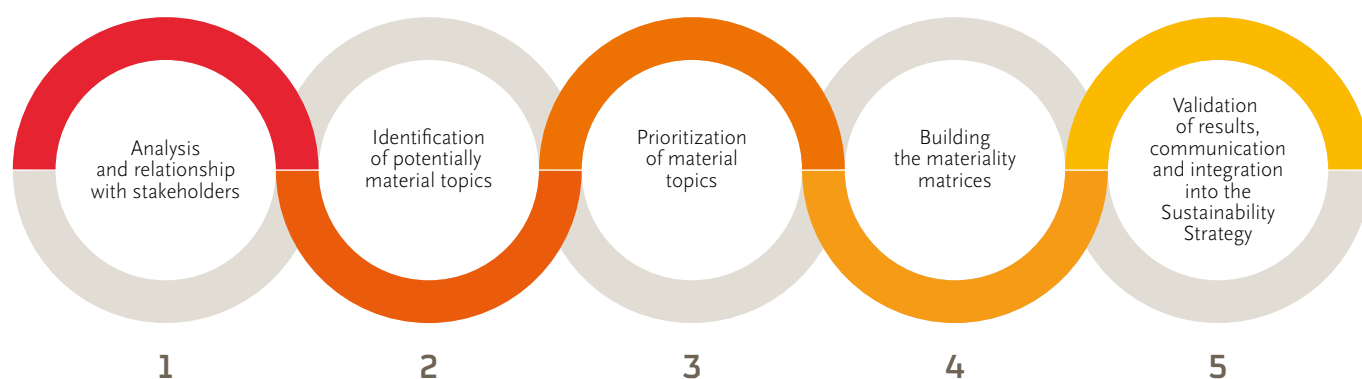 Analysis
and relationship
with stakeholders
Identification
of potentially
material topics
Prioritization
of material
topics
Building
the materiality
matrices
Validation
of results,
communication
and integration
into the
Sustainability
Strategy
1
2
3
4
5